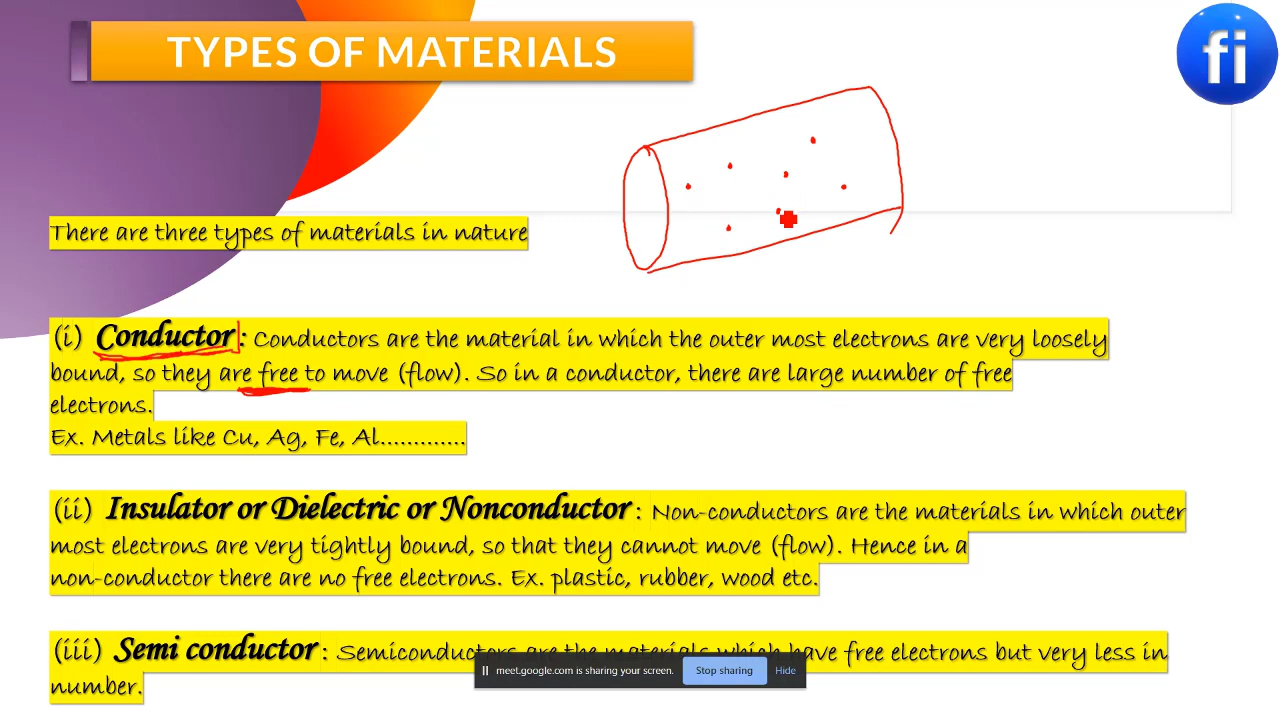 TYPES OF MATERIALS
fi
There are three types of materials in nature
(i) Conductor : Conductors are the material in which the outer most electrons are very loosely
bound, so they are free to move (flow). So in a conductor, there are large number of free
electrons.
Ex. Metals like Cu, Ag, Fe, Al.............
(ii) Insulator or Dielectric or Nonconductor : Non-conductors are the materials in which outer
most electrons are very tightly bound, so that they cannot move (flow). Hence in a
non-conductor there are no free electrons. Ex. plastic, rubber, wood etc.
(iii) Semi conductor : Semiconductors are the materials which have free electrons but very less in
number.
meet.google.com is sharing your screen. Stop sharing Hide